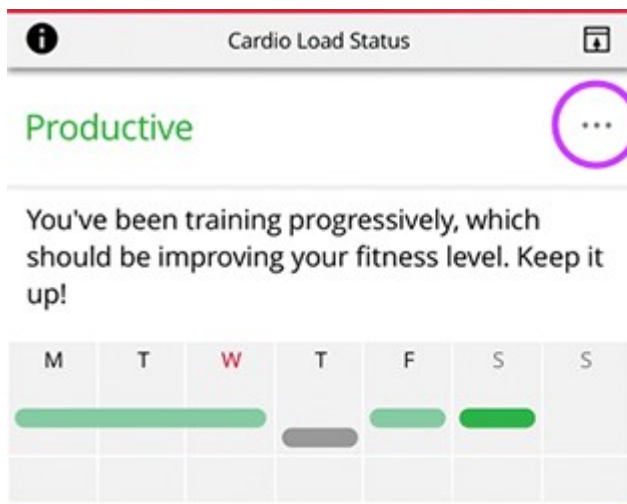 Cardio Load Status
Productive
...
You've been training progressively, which
should be improving your fitness level. Keep it
up!
M T W T F S S